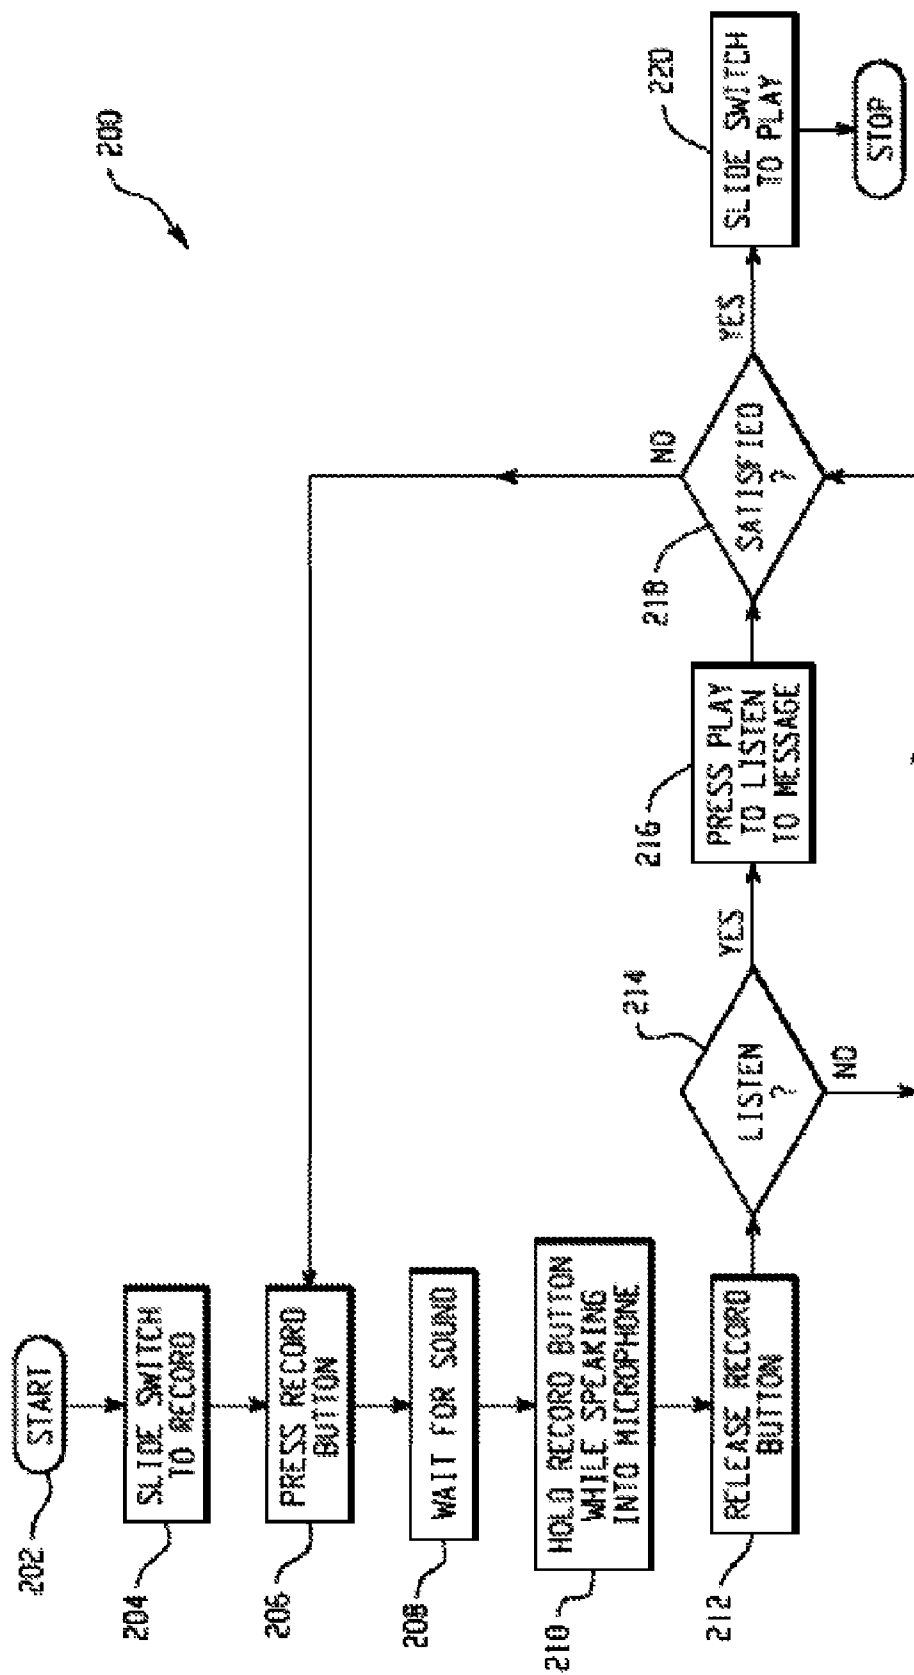 200
202
START
204
SLIDE SWITCH
TO RECORD
206
PRESS RECORD
BUTTON
208
WAIT FOR SOUND
210
HOLD RECORD BUTTON
WHILE SPEAKING
INTO MICROPHONE
212
RELEASE RECORD
BUTTON
214
LISTEN
?
NO
YES
216
PRESS PLAY
TO LISTEN
TO MESSAGE
218
SATISFIED
?
NO
YES
220
SLIDE SWITCH
TO PLAY
STOP